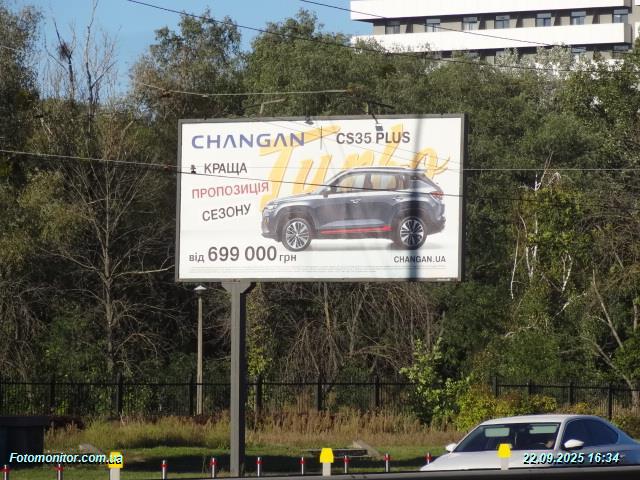 CHANGAN CS35 PLUS
Turbo
КРАЩА
ПРОПОЗИЦІЯ
СЕЗОНУ
від 699 000 грн
CHANGAN.UA
Fotomonitor.com.ua
22.09.2025 16:34